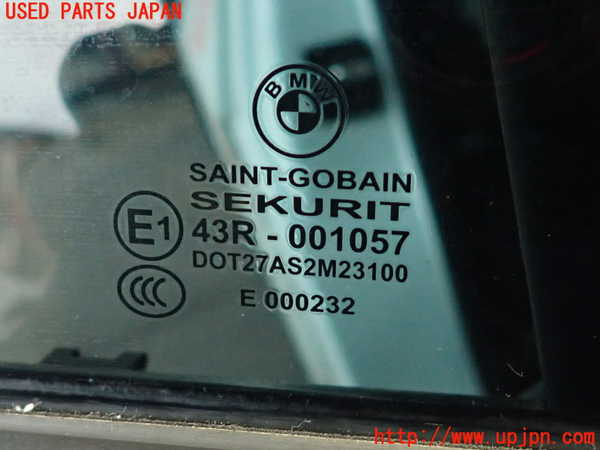 USED PARTS JAPAN
BMW
SAINT-GOBAIN
SEKURIT
E1
43R - 001057
DOT27AS2M23100
CCC
E 000232
http://www.upjpn.com